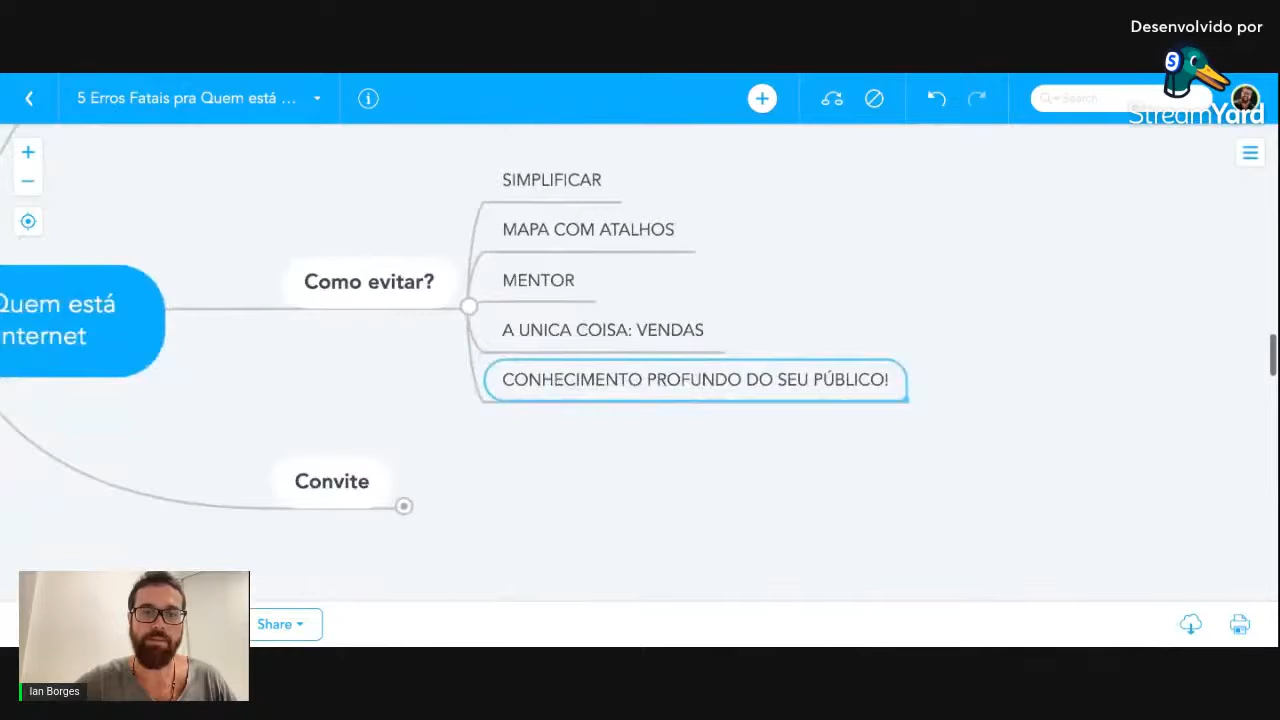 Desenvolvido por
StreamYard
5 Erros Fatais pra Quem está ...
Search
SIMPLIFICAR
MAPA COM ATALHOS
Como evitar?
MENTOR
Quem está
nternet
A UNICA COISA: VENDAS
CONHECIMENTO PROFUNDO DO SEU PÚBLICO!
Convite
Share
Ian Borges